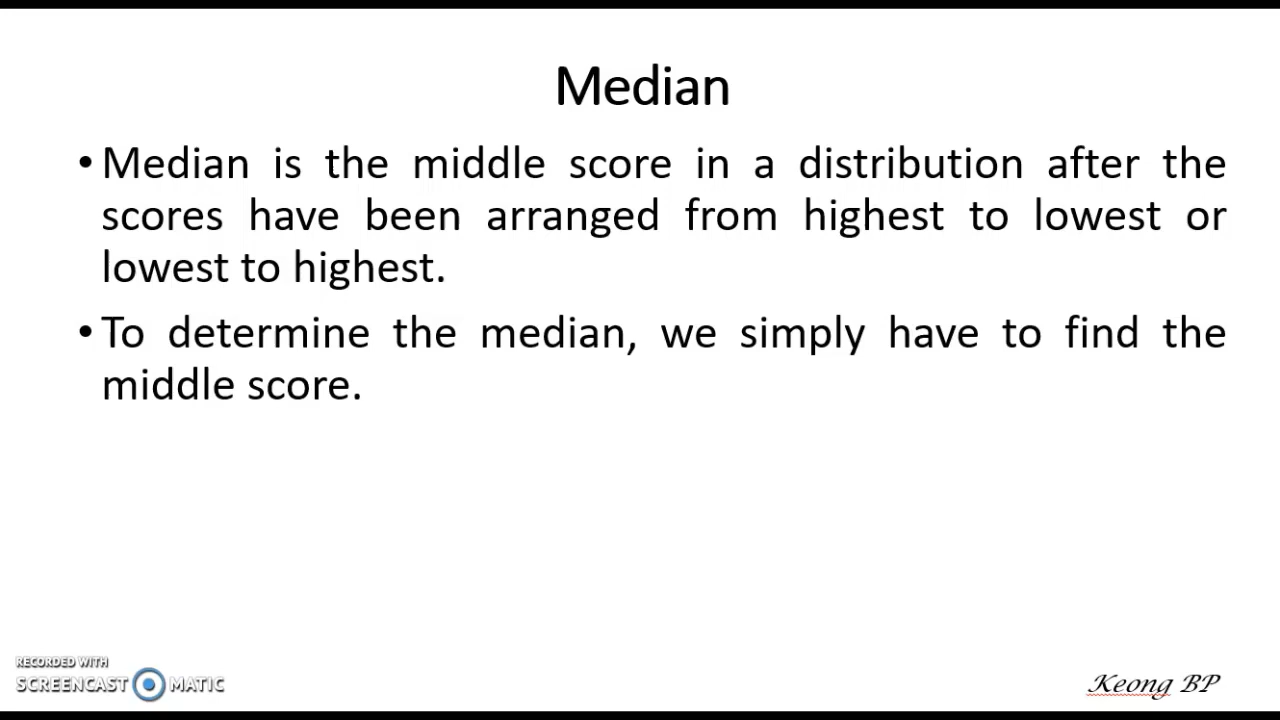 Median
• Median is the middle score in a distribution after the
scores have been arranged from highest to lowest or
lowest to highest.
• To determine the median, we simply have to find the
middle score.
RECORDED WITH
SCREENCAST MATIC
Keong BP